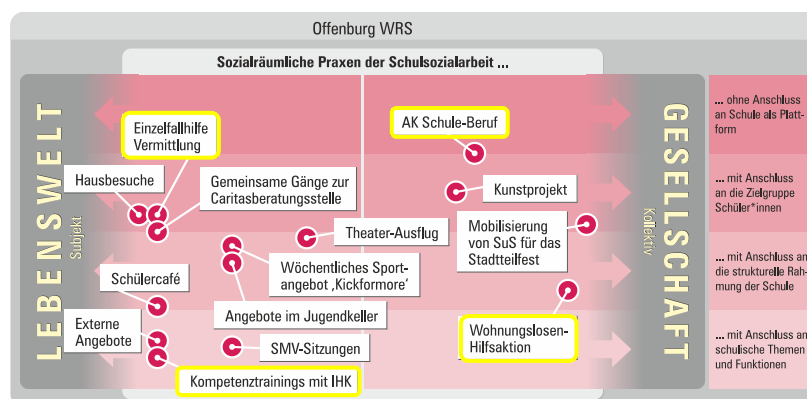 Offenburg WRS
Sozialräumliche Praxen der Schulsozialarbeit ...
LEBENSWELT
Subjekt
GESELLSCHAFT
Kollektiv
Einzelfallhilfe
Vermittlung
AK Schule-Beruf
Hausbesuche
Gemeinsame Gänge zur
Caritasberatungsstelle
Kunstprojekt
Theater-Ausflug
Mobilisierung
von SuS für das
Stadtteilfest
Wöchentliches Sport-
angebot ‚Kickformore‘
Schülercafé
Angebote im Jugendkeller
Externe
Angebote
SMV-Sitzungen
Wohnungslosen-
Hilfsaktion
Kompetenztrainings mit IHK
... ohne Anschluss
an Schule als Platt-
form
... mit Anschluss
an die Zielgruppe
Schüler*innen
... mit Anschluss an
die strukturelle Rah-
mung der Schule
... mit Anschluss an
schulische Themen
und Funktionen